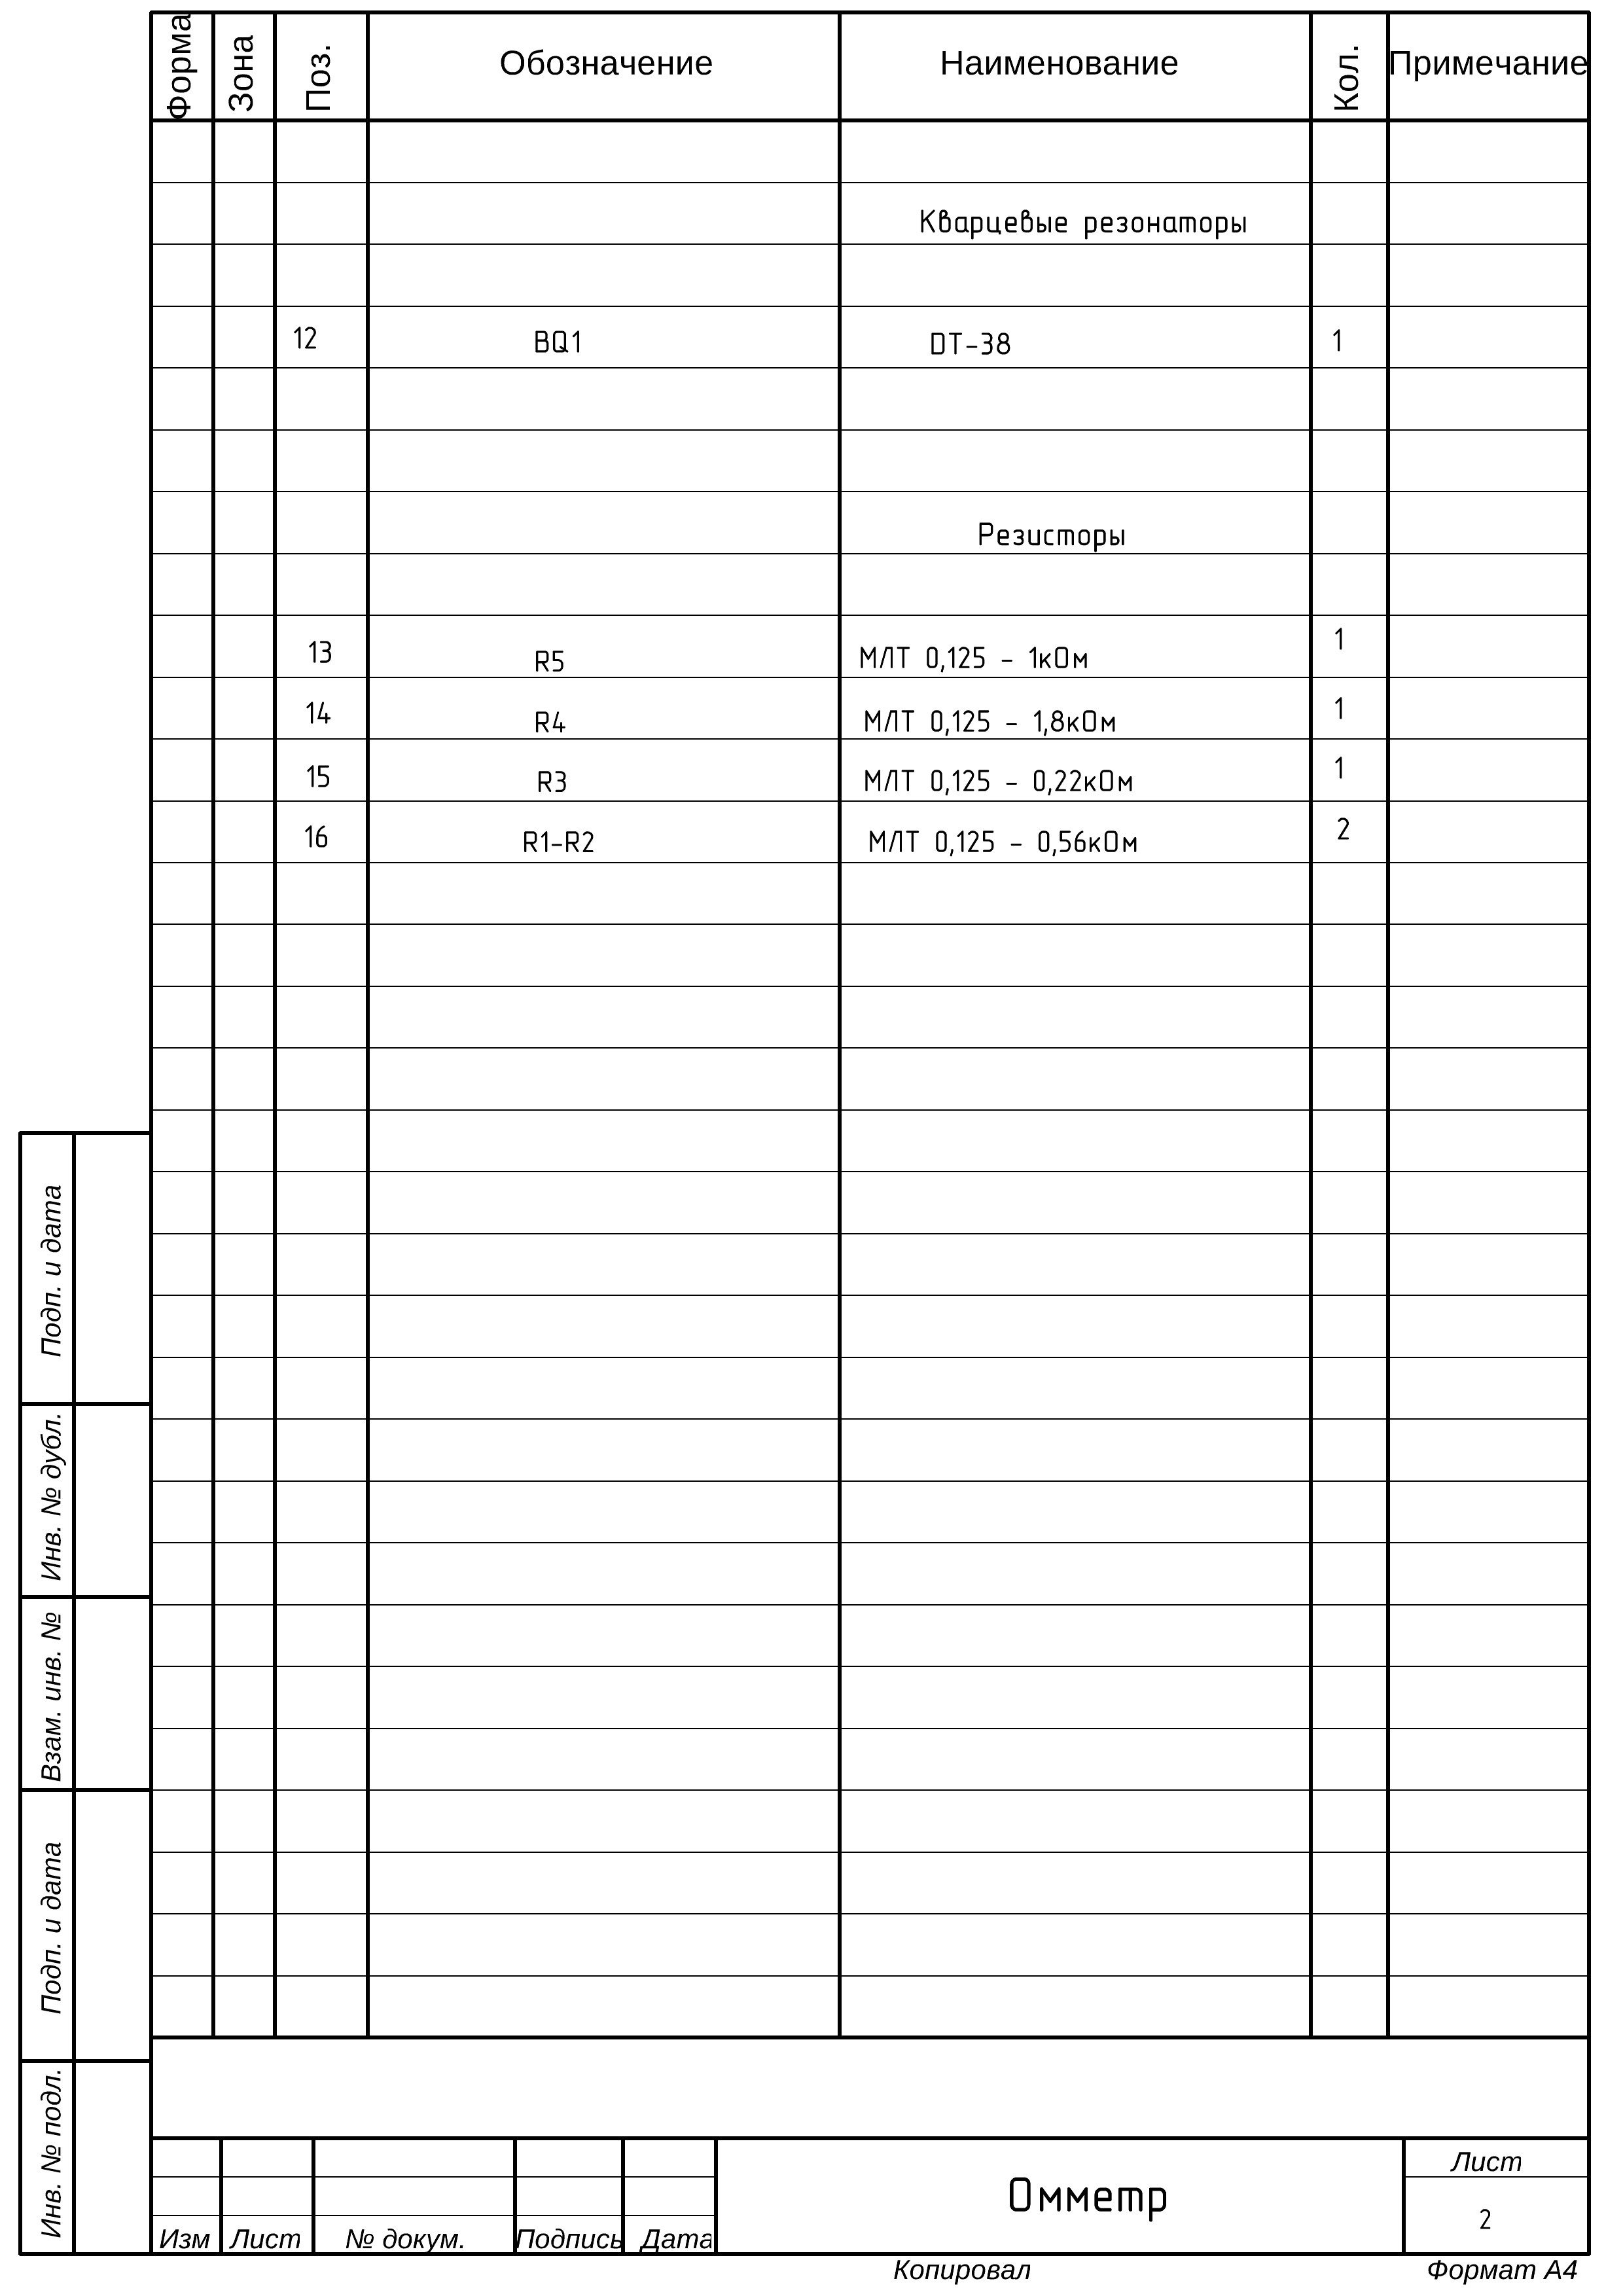 Форма Зона Поз. Обозначение Наименование Кол. Примечание
Кварцевые резонаторы
12 BQ1 DT-38 1
Резисторы
13 R5 МЛТ 0,125 - 1кОм 1
14 R4 МЛТ 0,125 - 1,8кОм 1
15 R3 МЛТ 0,125 - 0,22кОм 1
16 R1-R2 МЛТ 0,125 - 0,56кОм 2
Подп. и дата
Инв. № дубл.
Взам. инв. №
Подп. и дата
Инв. № подл.
Изм Лист № докум. Подпись Дата
Омметр
Лист
2
Копировал Формат А4